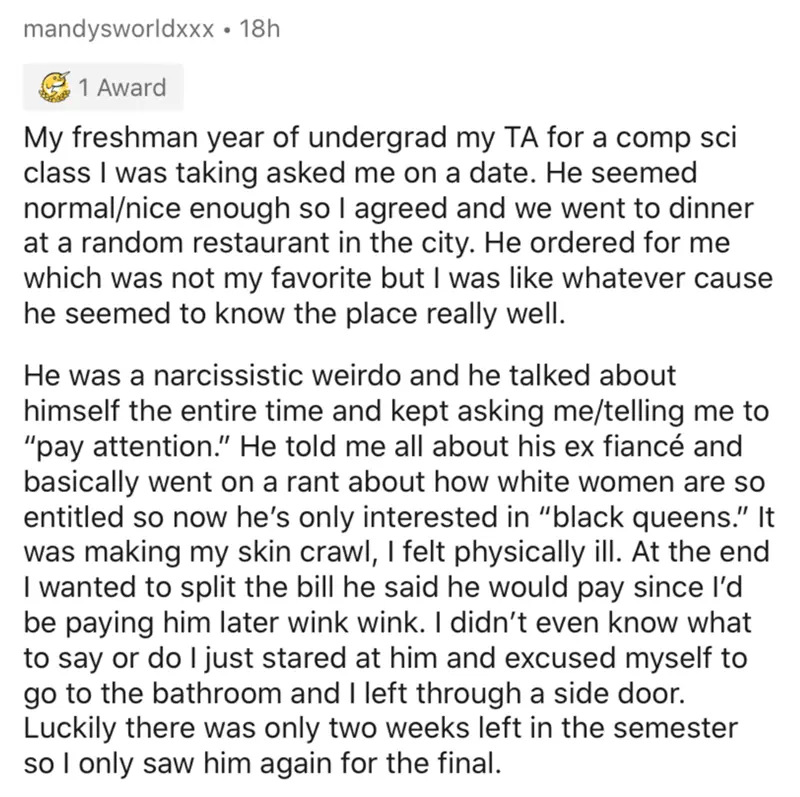 mandysworldxxx • 18h
1 Award
My freshman year of undergrad my TA for a comp sci
class I was taking asked me on a date. He seemed
normal/nice enough so I agreed and we went to dinner
at a random restaurant in the city. He ordered for me
which was not my favorite but I was like whatever cause
he seemed to know the place really well.
He was a narcissistic weirdo and he talked about
himself the entire time and kept asking me/telling me to
“pay attention.” He told me all about his ex fiancé and
basically went on a rant about how white women are so
entitled so now he’s only interested in “black queens.” It
was making my skin crawl, I felt physically ill. At the end
I wanted to split the bill he said he would pay since I’d
be paying him later wink wink. I didn’t even know what
to say or do I just stared at him and excused myself to
go to the bathroom and I left through a side door.
Luckily there was only two weeks left in the semester
so I only saw him again for the final.